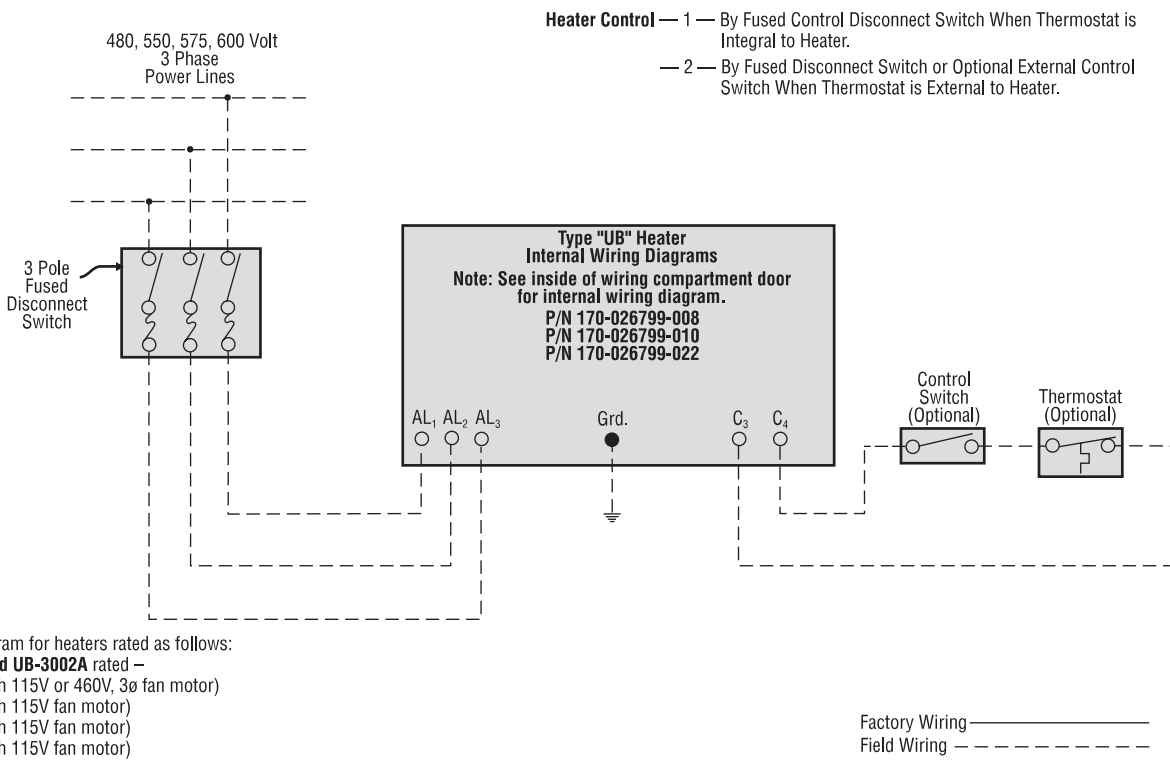 Heater Control — 1 — By Fused Control Disconnect Switch When Thermostat is
Integral to Heater.
— 2 — By Fused Disconnect Switch or Optional External Control
Switch When Thermostat is External to Heater.
480, 550, 575, 600 Volt
3 Phase
Power Lines
3 Pole
Fused
Disconnect
Switch
Type "UB" Heater
Internal Wiring Diagrams
Note: See inside of wiring compartment door
for internal wiring diagram.
P/N 170-026799-008
P/N 170-026799-010
P/N 170-026799-022
AL₁ AL₂ AL₃ Grd. C₃ C₄
Control
Switch
(Optional)
Thermostat
(Optional)
ram for heaters rated as follows:
d UB-3002A rated –
h 115V or 460V, 3ø fan motor)
h 115V fan motor)
h 115V fan motor)
h 115V fan motor)
Factory Wiring
Field Wiring